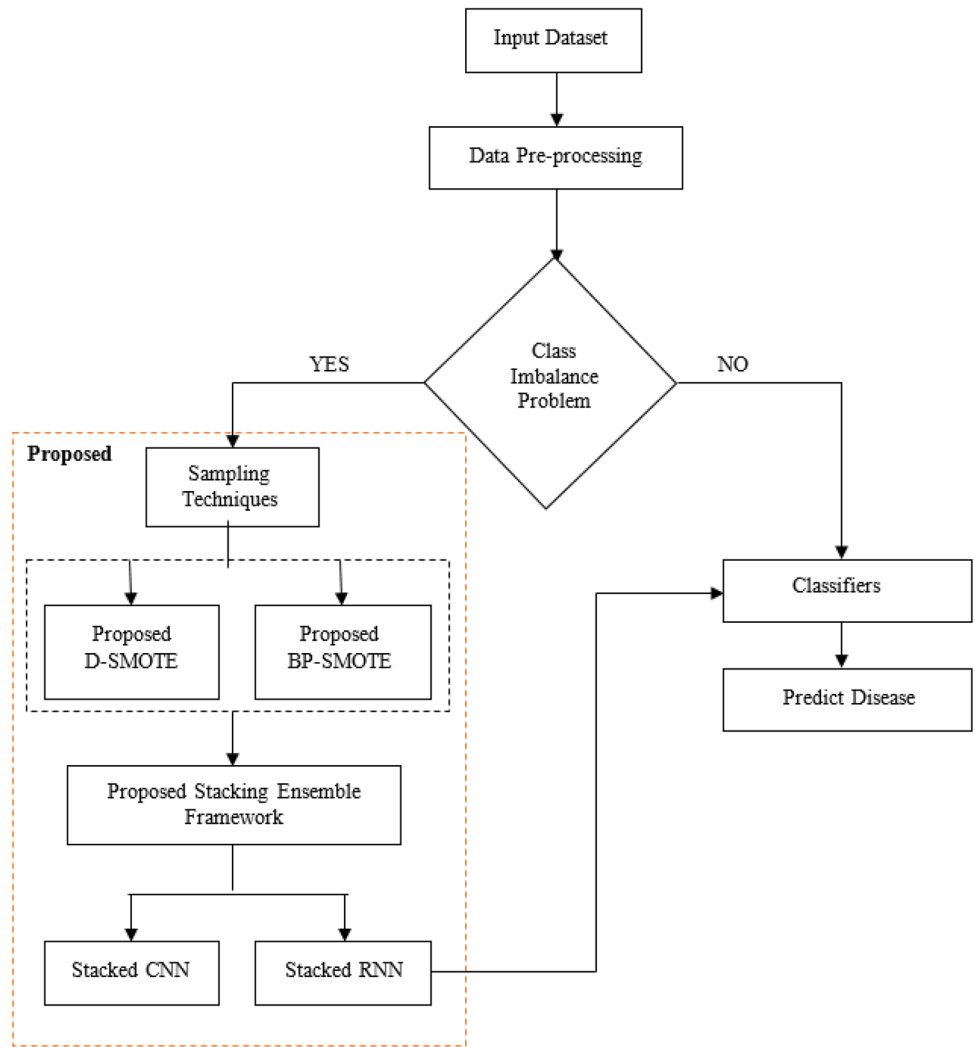 Input Dataset
Data Pre-processing
Class
Imbalance
Problem
YES
NO
Proposed
Sampling
Techniques
Proposed
D-SMOTE
Proposed
BP-SMOTE
Proposed Stacking Ensemble
Framework
Stacked CNN
Stacked RNN
Classifiers
Predict Disease